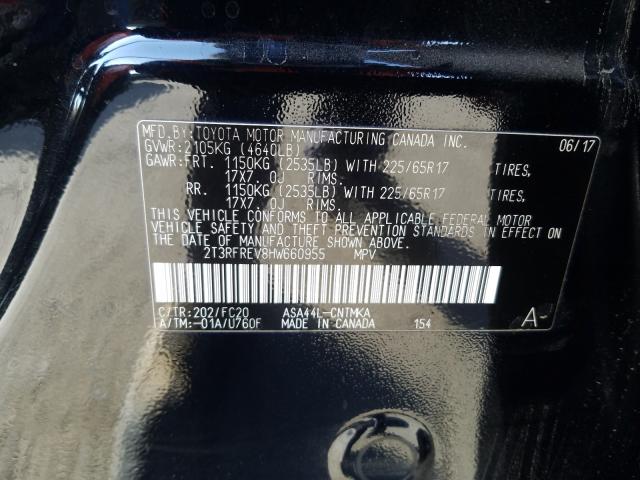 MFD.BY:TOYOTA MOTOR MANUFACTURING CANADA INC. 06/17
GVWR:2105KG (4640LB)
GAWR:FRT. 1150KG (2535LB) WITH 225/65R17 TIRES,
17X7.0J RIMS.
RR. 1150KG (2535LB) WITH 225/65R17 TIRES,
17X7.0J RIMS.
THIS VEHICLE CONFORMS TO ALL APPLICABLE FEDERAL MOTOR
VEHICLE SAFETY AND THEFT PREVENTION STANDARDS IN EFFECT ON
THE DATE OF MANUFACTURE SHOWN ABOVE.
2T3RFREV8HW660955 MPV
C/TR:202/FC20 ASA44L-CNTMKA
A/TM:-01A/U760F MADE IN CANADA 154 A-